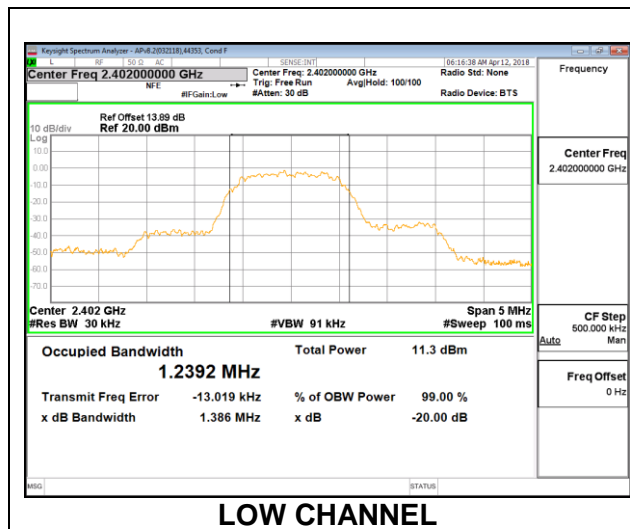 Keysight Spectrum Analyzer - APv8.2(032118),44353, Cond F
L RF 50 Ω AC SENSE:INT 06:16:38 AM Apr 12, 2018
Center Freq 2.402000000 GHz
NFE
#IFGain:Low
Center Freq: 2.402000000 GHz
Trig: Free Run Avg|Hold: 100/100
#Atten: 30 dB
Radio Std: None
Radio Device: BTS
Frequency
Ref Offset 13.89 dB
10 dB/div Ref 20.00 dBm
Log
10.0
0.00
-10.0
-20.0
-30.0
-40.0
-50.0
-60.0
-70.0
Center Freq
2.402000000 GHz
Center 2.402 GHz Span 5 MHz
#Res BW 30 kHz #VBW 91 kHz #Sweep 100 ms
CF Step
500.000 kHz
Auto Man
Freq Offset
0 Hz
Occupied Bandwidth Total Power 11.3 dBm
1.2392 MHz
Transmit Freq Error -13.019 kHz % of OBW Power 99.00 %
x dB Bandwidth 1.386 MHz x dB -20.00 dB
MSG STATUS
LOW CHANNEL